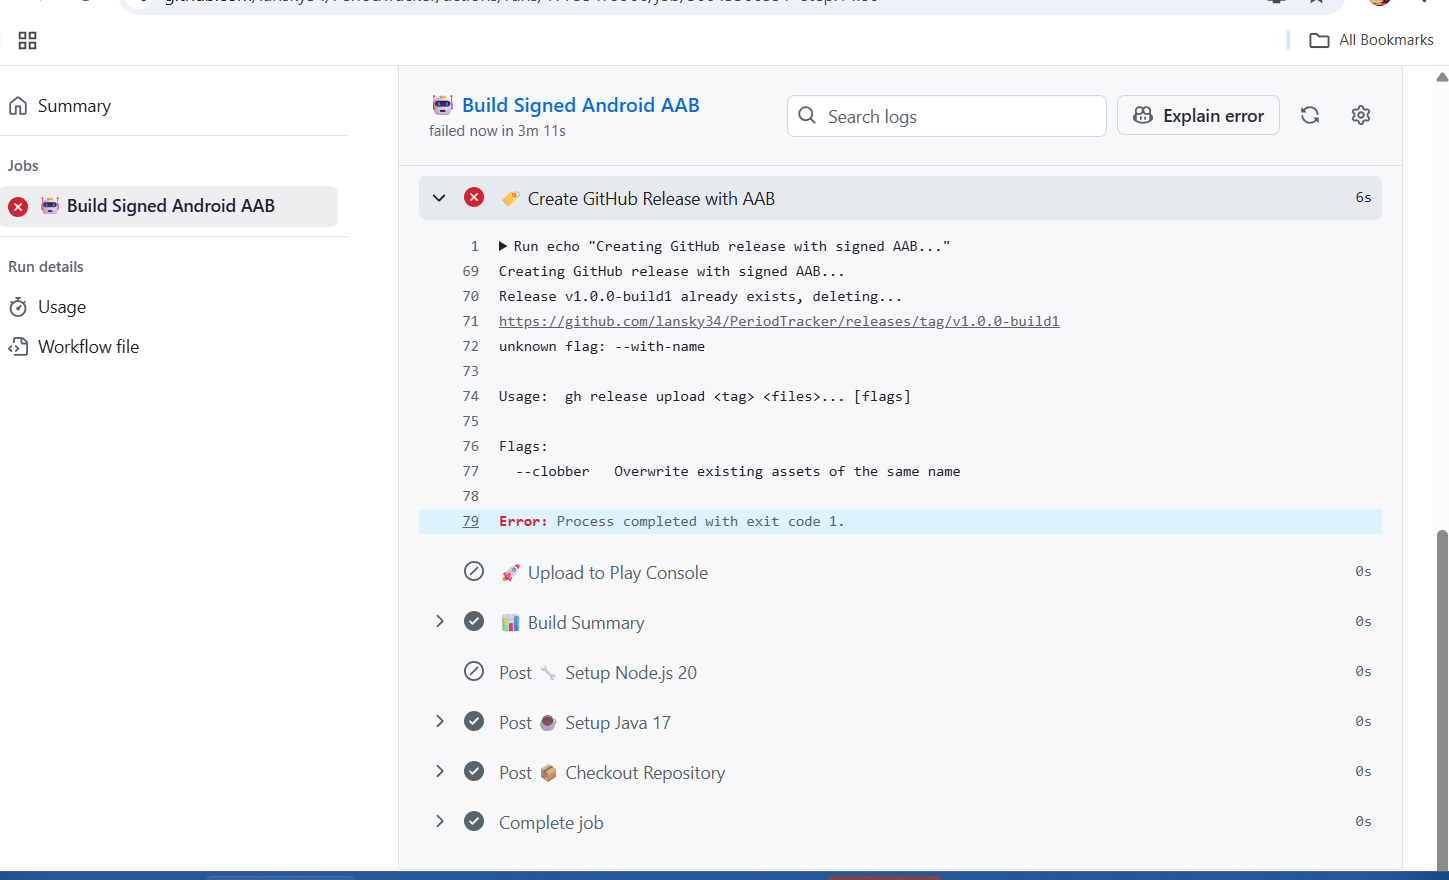 All Bookmarks
Summary
Jobs
Build Signed Android AAB
Run details
Usage
Workflow file
Build Signed Android AAB
failed now in 3m 11s
Search logs
Explain error
Create GitHub Release with AAB 6s
1 Run echo "Creating GitHub release with signed AAB..."
69 Creating GitHub release with signed AAB...
70 Release v1.0.0-build1 already exists, deleting...
71 https://github.com/lansky34/PeriodTracker/releases/tag/v1.0.0-build1
72 unknown flag: --with-name
73
74 Usage:  gh release upload <tag> <files>... [flags]
75
76 Flags:
77   --clobber   Overwrite existing assets of the same name
78
79 Error: Process completed with exit code 1.
Upload to Play Console 0s
Build Summary 0s
Post Setup Node.js 20 0s
Post Setup Java 17 0s
Post Checkout Repository 0s
Complete job 0s